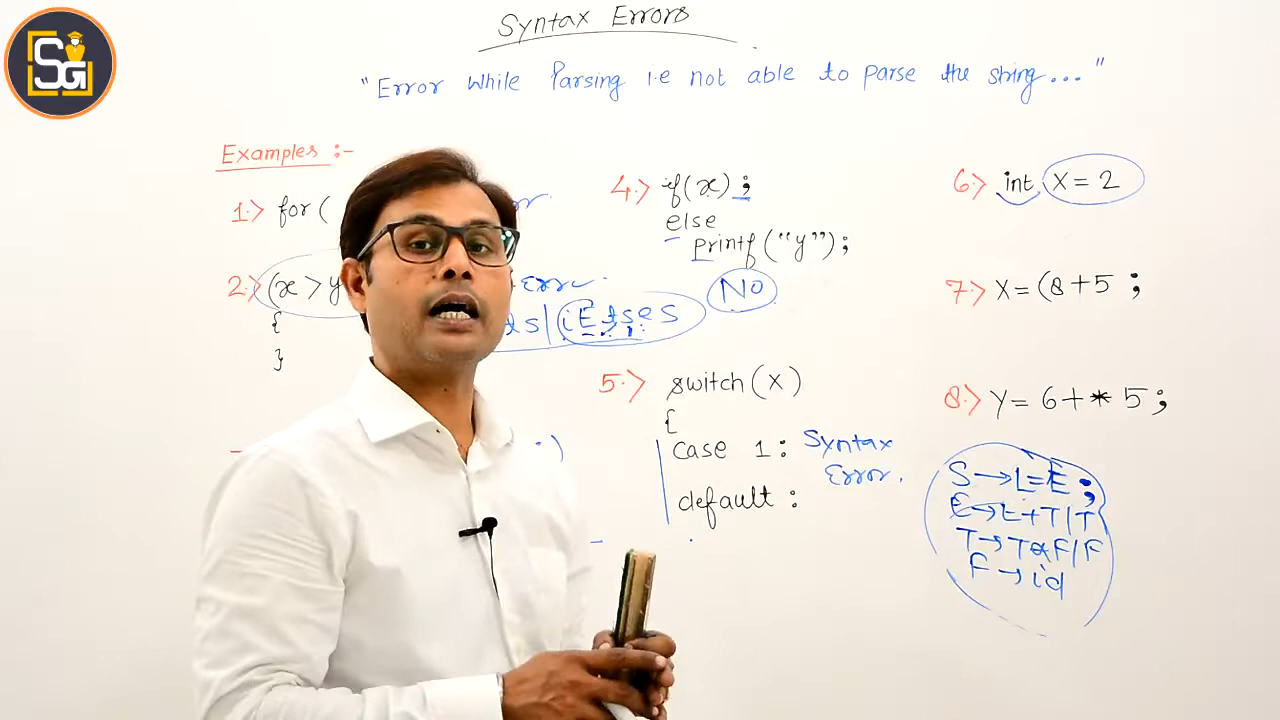 SG
Syntax Errors
"Error while Parsing i.e not able to parse the string..."
Examples :-
1.> for(
2.> (x > y
{
}
Error
iEtses
4.> if(x) ;
else
printf("y");
NO
5.> switch(x)
{
case 1 : Syntax
Error.
default :
6.> int x = 2
7.> x = (8+5 ;
8.> y = 6+* 5 ;
S → L=E ;
E → E+T/T
T → T*F/F
F → id